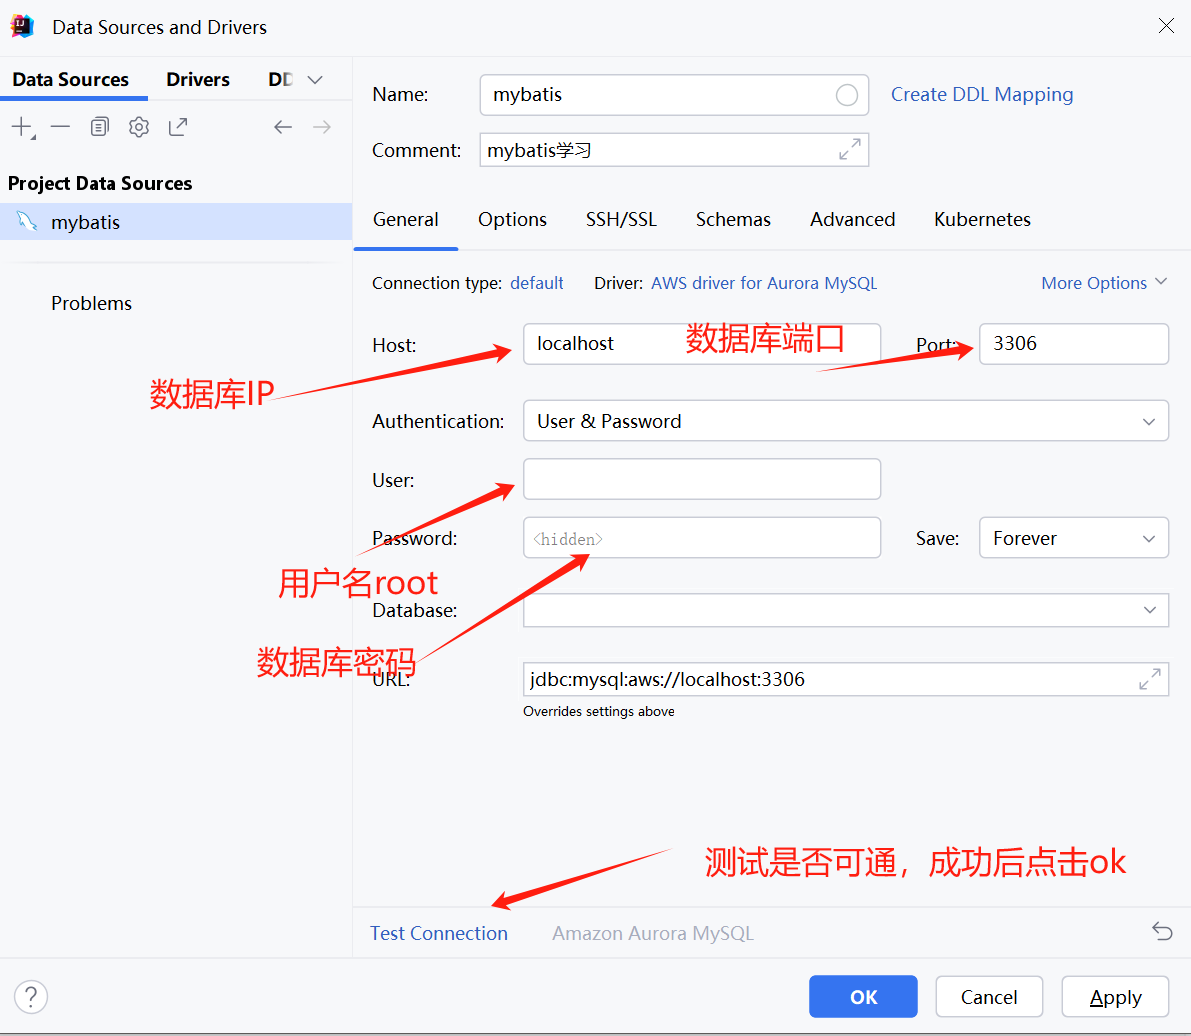 Data Sources and Drivers
Data Sources Drivers DD
Project Data Sources
mybatis
Problems
Name: mybatis Create DDL Mapping
Comment: mybatis学习
General Options SSH/SSL Schemas Advanced Kubernetes
Connection type: default Driver: AWS driver for Aurora MySQL More Options
Host: localhost 数据库端口 Port: 3306
数据库IP
Authentication: User & Password
User:
Password: <hidden> Save: Forever
用户名root
Database:
数据库密码
URL: jdbc:mysql:aws://localhost:3306
Overrides settings above
测试是否可通，成功后点击ok
Test Connection Amazon Aurora MySQL
? OK Cancel Apply